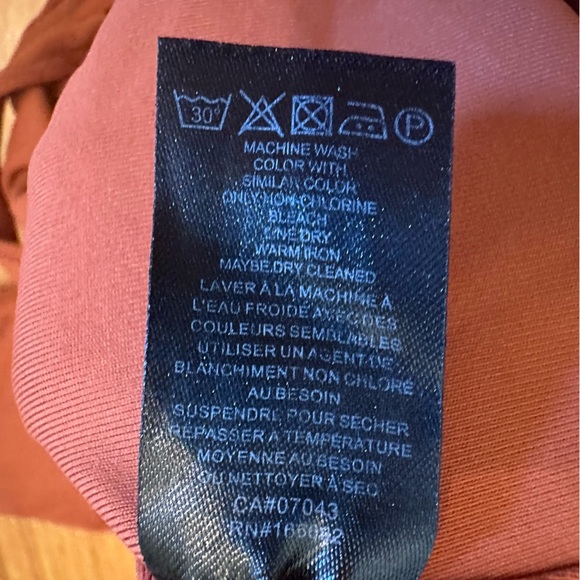 30°
P
MACHINE WASH
COLOR WITH
SIMILAR COLOR
ONLY NON-CHLORINE
BLEACH
LINE DRY
WARM IRON
MAYBE DRY CLEANED
LAVER À LA MACHINE À
L'EAU FROIDE AVEC DES
COULEURS SEMBLABLES
UTILISER UN AGENT DE
BLANCHIMENT NON CHLORÉ
AU BESOIN
SUSPENDRE POUR SÉCHER
REPASSER À TEMPÉRATURE
MOYENNE AU BESOIN
OU NETTOYER À SEC
CA#07043